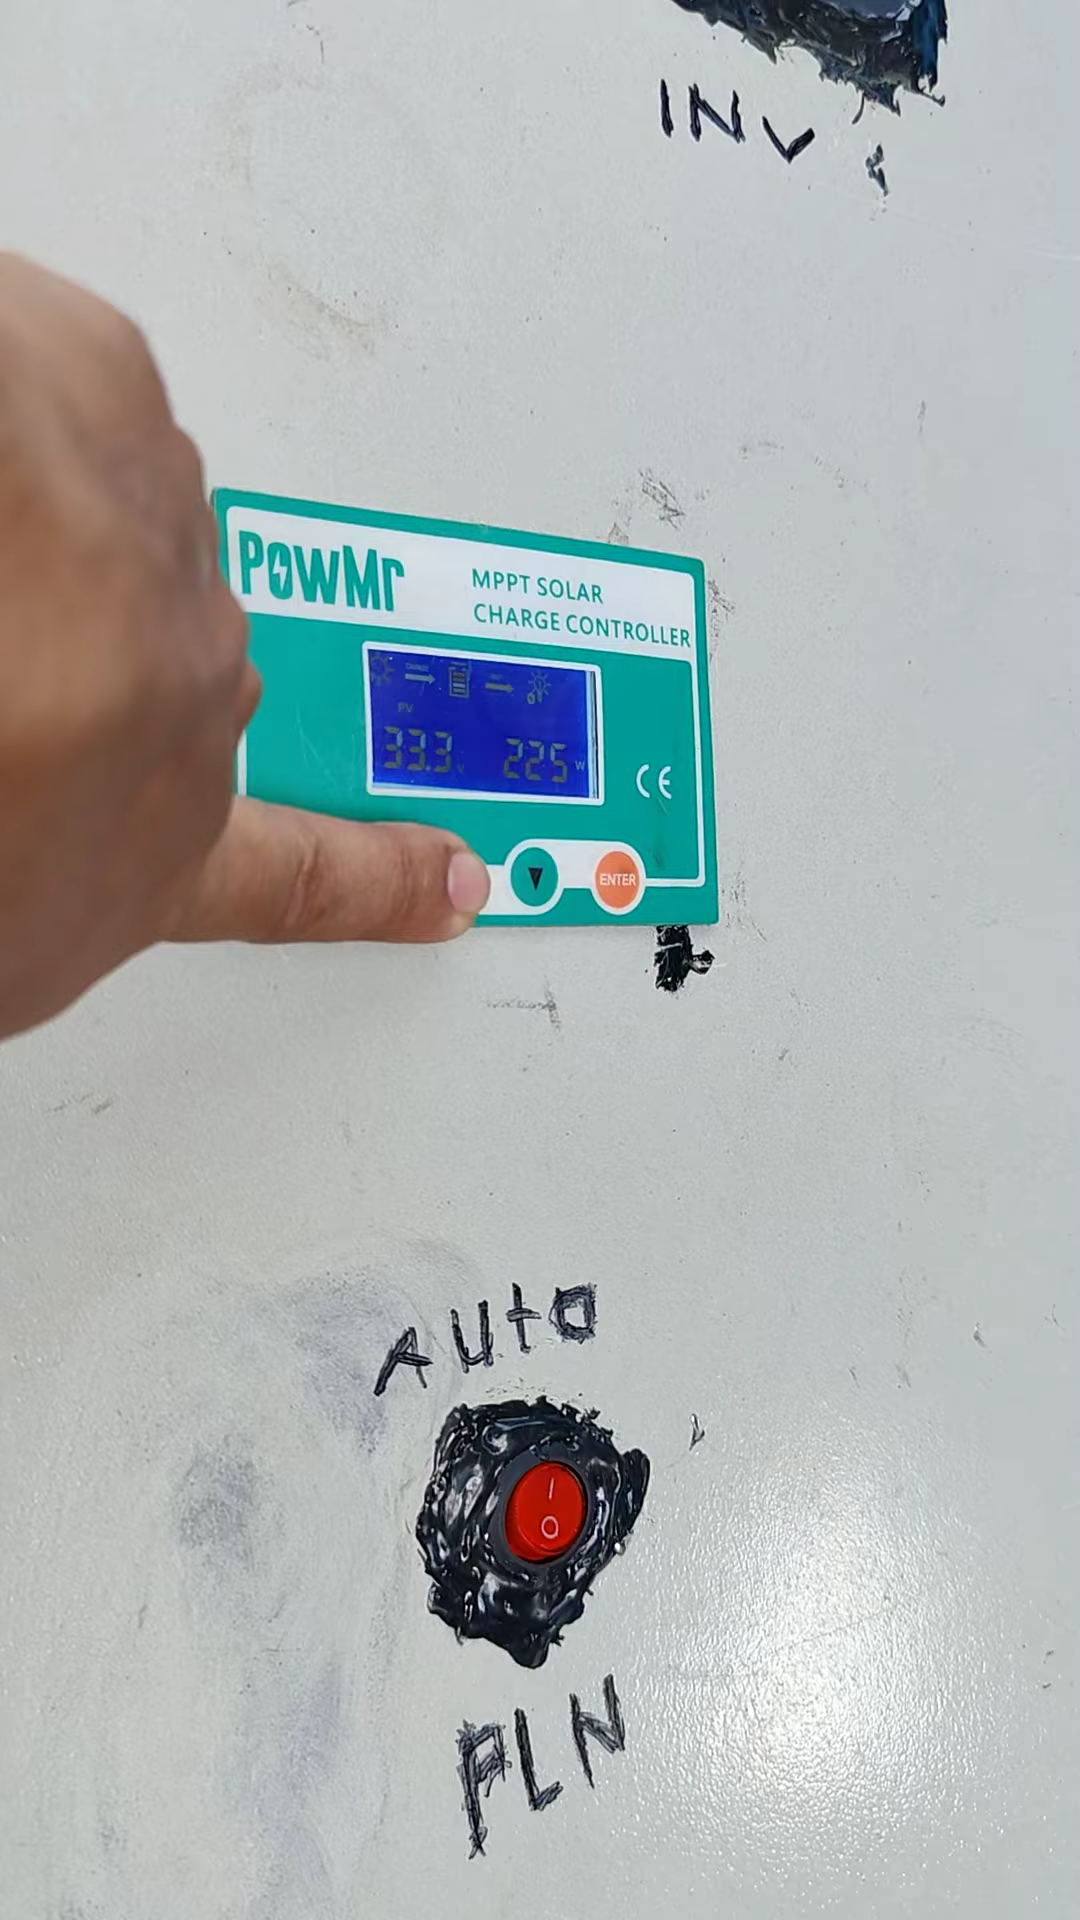 INV
PowMr
MPPT SOLAR
CHARGE CONTROLLER
PV
33.3 V 225 W
CE
ENTER
AUTO
I
O
PLN